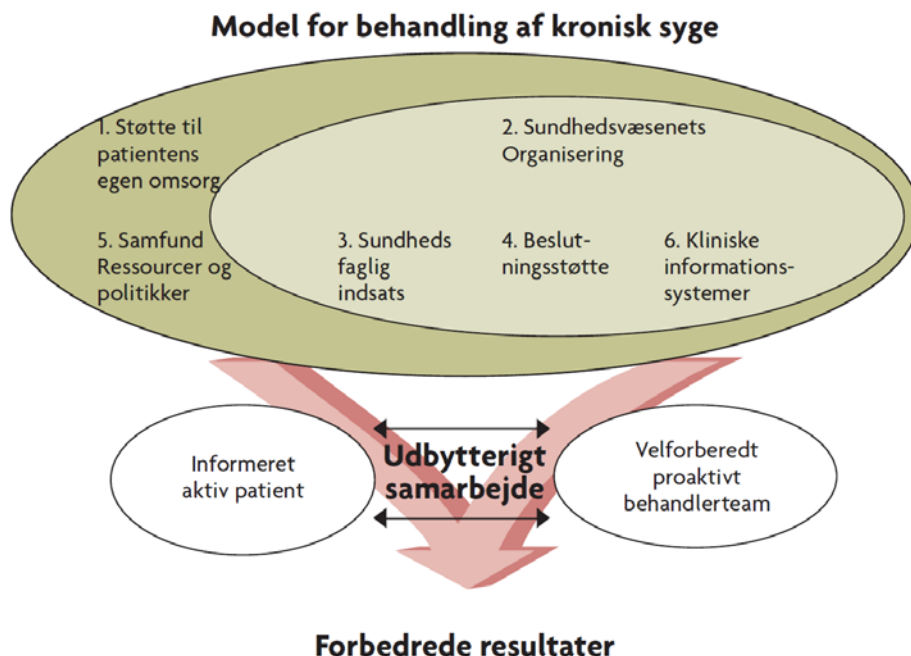 Model for behandling af kronisk syge
1. Støtte til
patientens
egen omsorg
2. Sundhedsvæsenets
Organisering
5. Samfund
Ressourcer og
politikker
3. Sundheds
faglig
indsats
4. Beslut-
ningsstøtte
6. Kliniske
informations-
systemer
Informeret
aktiv patient
Udbytterigt
samarbejde
Velforberedt
proaktivt
behandlerteam
Forbedrede resultater